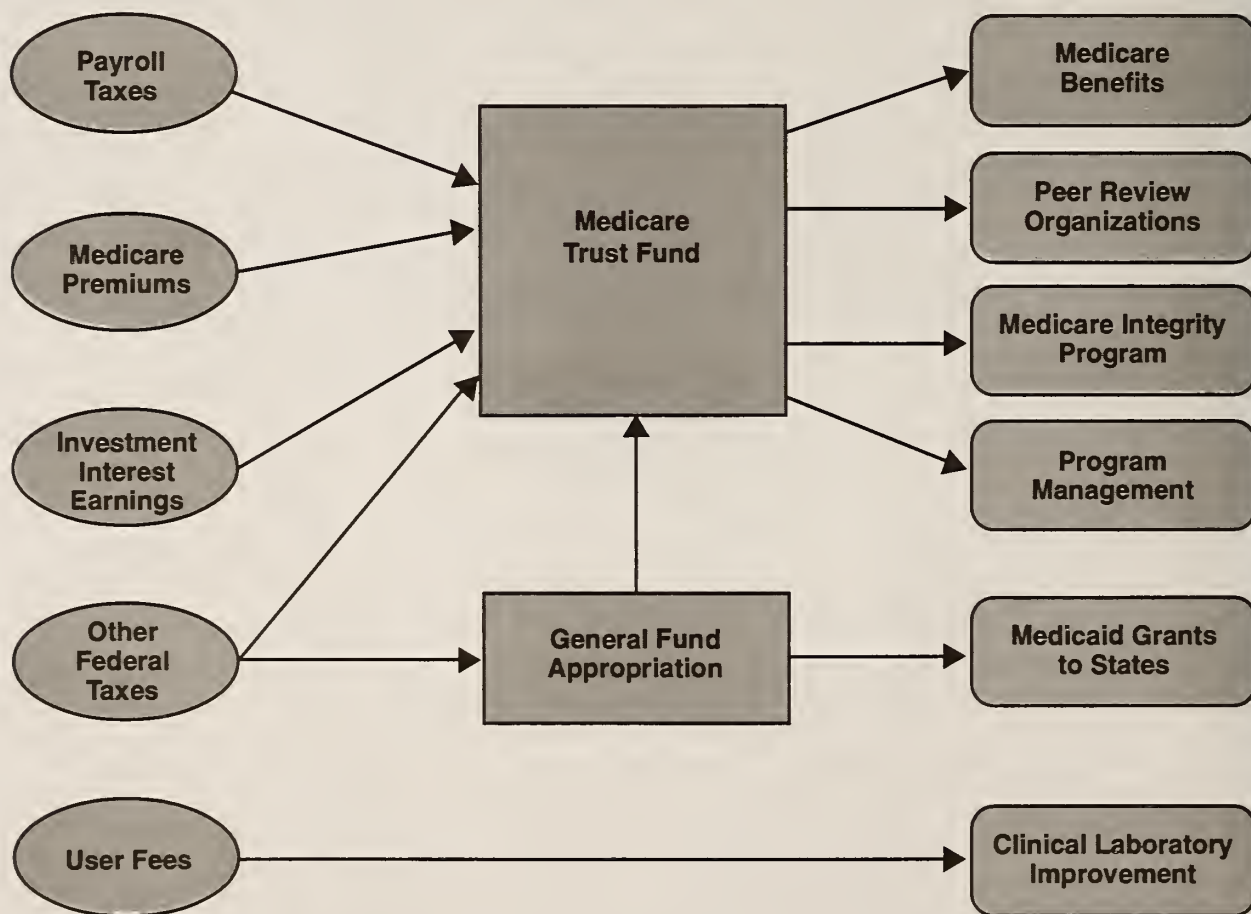 Payroll
Taxes
Medicare
Premiums
Investment
Interest
Earnings
Other
Federal
Taxes
User Fees
Medicare
Trust Fund
General Fund
Appropriation
Medicare
Benefits
Peer Review
Organizations
Medicare Integrity
Program
Program
Management
Medicaid Grants
to States
Clinical Laboratory
Improvement